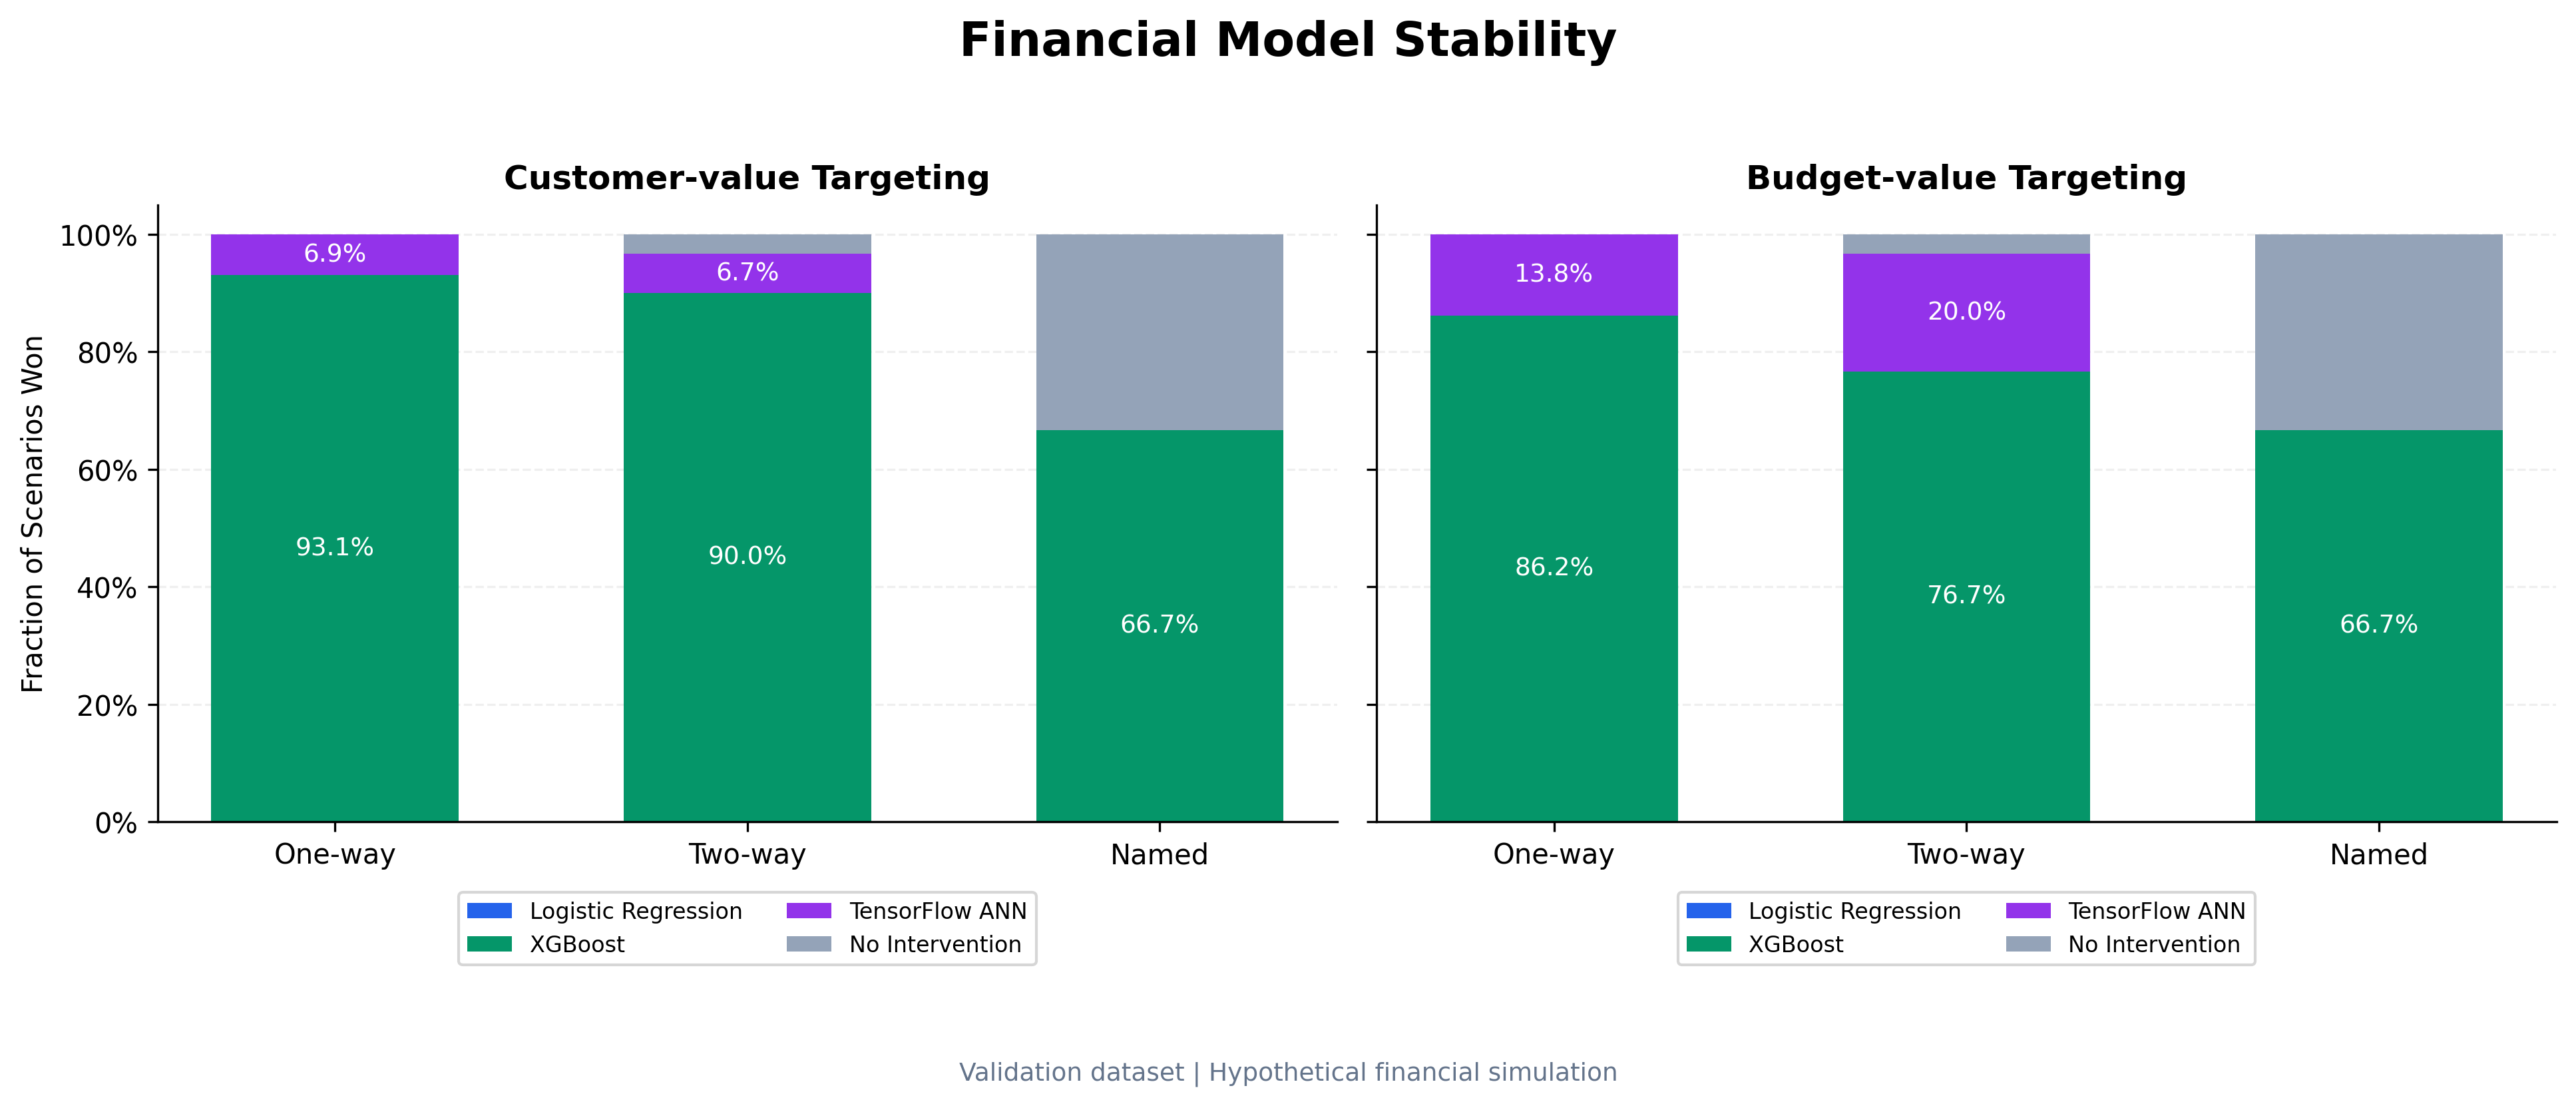 Financial Model Stability
Customer-value Targeting
Fraction of Scenarios Won
100%
80%
60%
40%
20%
0%
6.9%
93.1%
6.7%
90.0%
66.7%
One-way
Two-way
Named
Logistic Regression
XGBoost
TensorFlow ANN
No Intervention
Budget-value Targeting
13.8%
86.2%
20.0%
76.7%
66.7%
One-way
Two-way
Named
Logistic Regression
XGBoost
TensorFlow ANN
No Intervention
Validation dataset | Hypothetical financial simulation